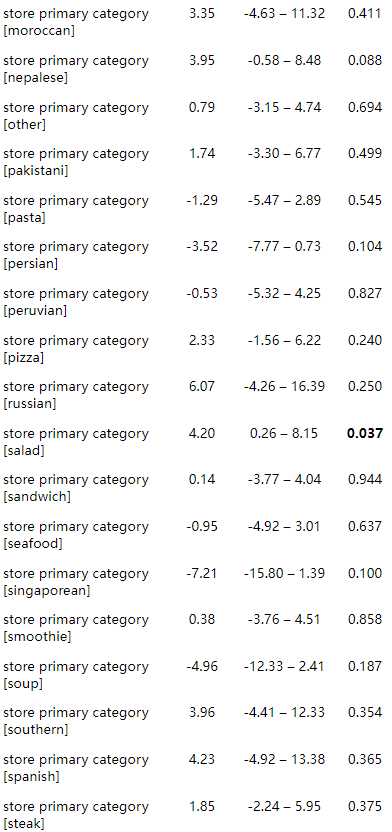 store primary category 3.35 -4.63 – 11.32 0.411
[moroccan]
store primary category 3.95 -0.58 – 8.48 0.088
[nepalese]
store primary category 0.79 -3.15 – 4.74 0.694
[other]
store primary category 1.74 -3.30 – 6.77 0.499
[pakistani]
store primary category -1.29 -5.47 – 2.89 0.545
[pasta]
store primary category -3.52 -7.77 – 0.73 0.104
[persian]
store primary category -0.53 -5.32 – 4.25 0.827
[peruvian]
store primary category 2.33 -1.56 – 6.22 0.240
[pizza]
store primary category 6.07 -4.26 – 16.39 0.250
[russian]
store primary category 4.20 0.26 – 8.15 0.037
[salad]
store primary category 0.14 -3.77 – 4.04 0.944
[sandwich]
store primary category -0.95 -4.92 – 3.01 0.637
[seafood]
store primary category -7.21 -15.80 – 1.39 0.100
[singaporean]
store primary category 0.38 -3.76 – 4.51 0.858
[smoothie]
store primary category -4.96 -12.33 – 2.41 0.187
[soup]
store primary category 3.96 -4.41 – 12.33 0.354
[southern]
store primary category 4.23 -4.92 – 13.38 0.365
[spanish]
store primary category 1.85 -2.24 – 5.95 0.375
[steak]